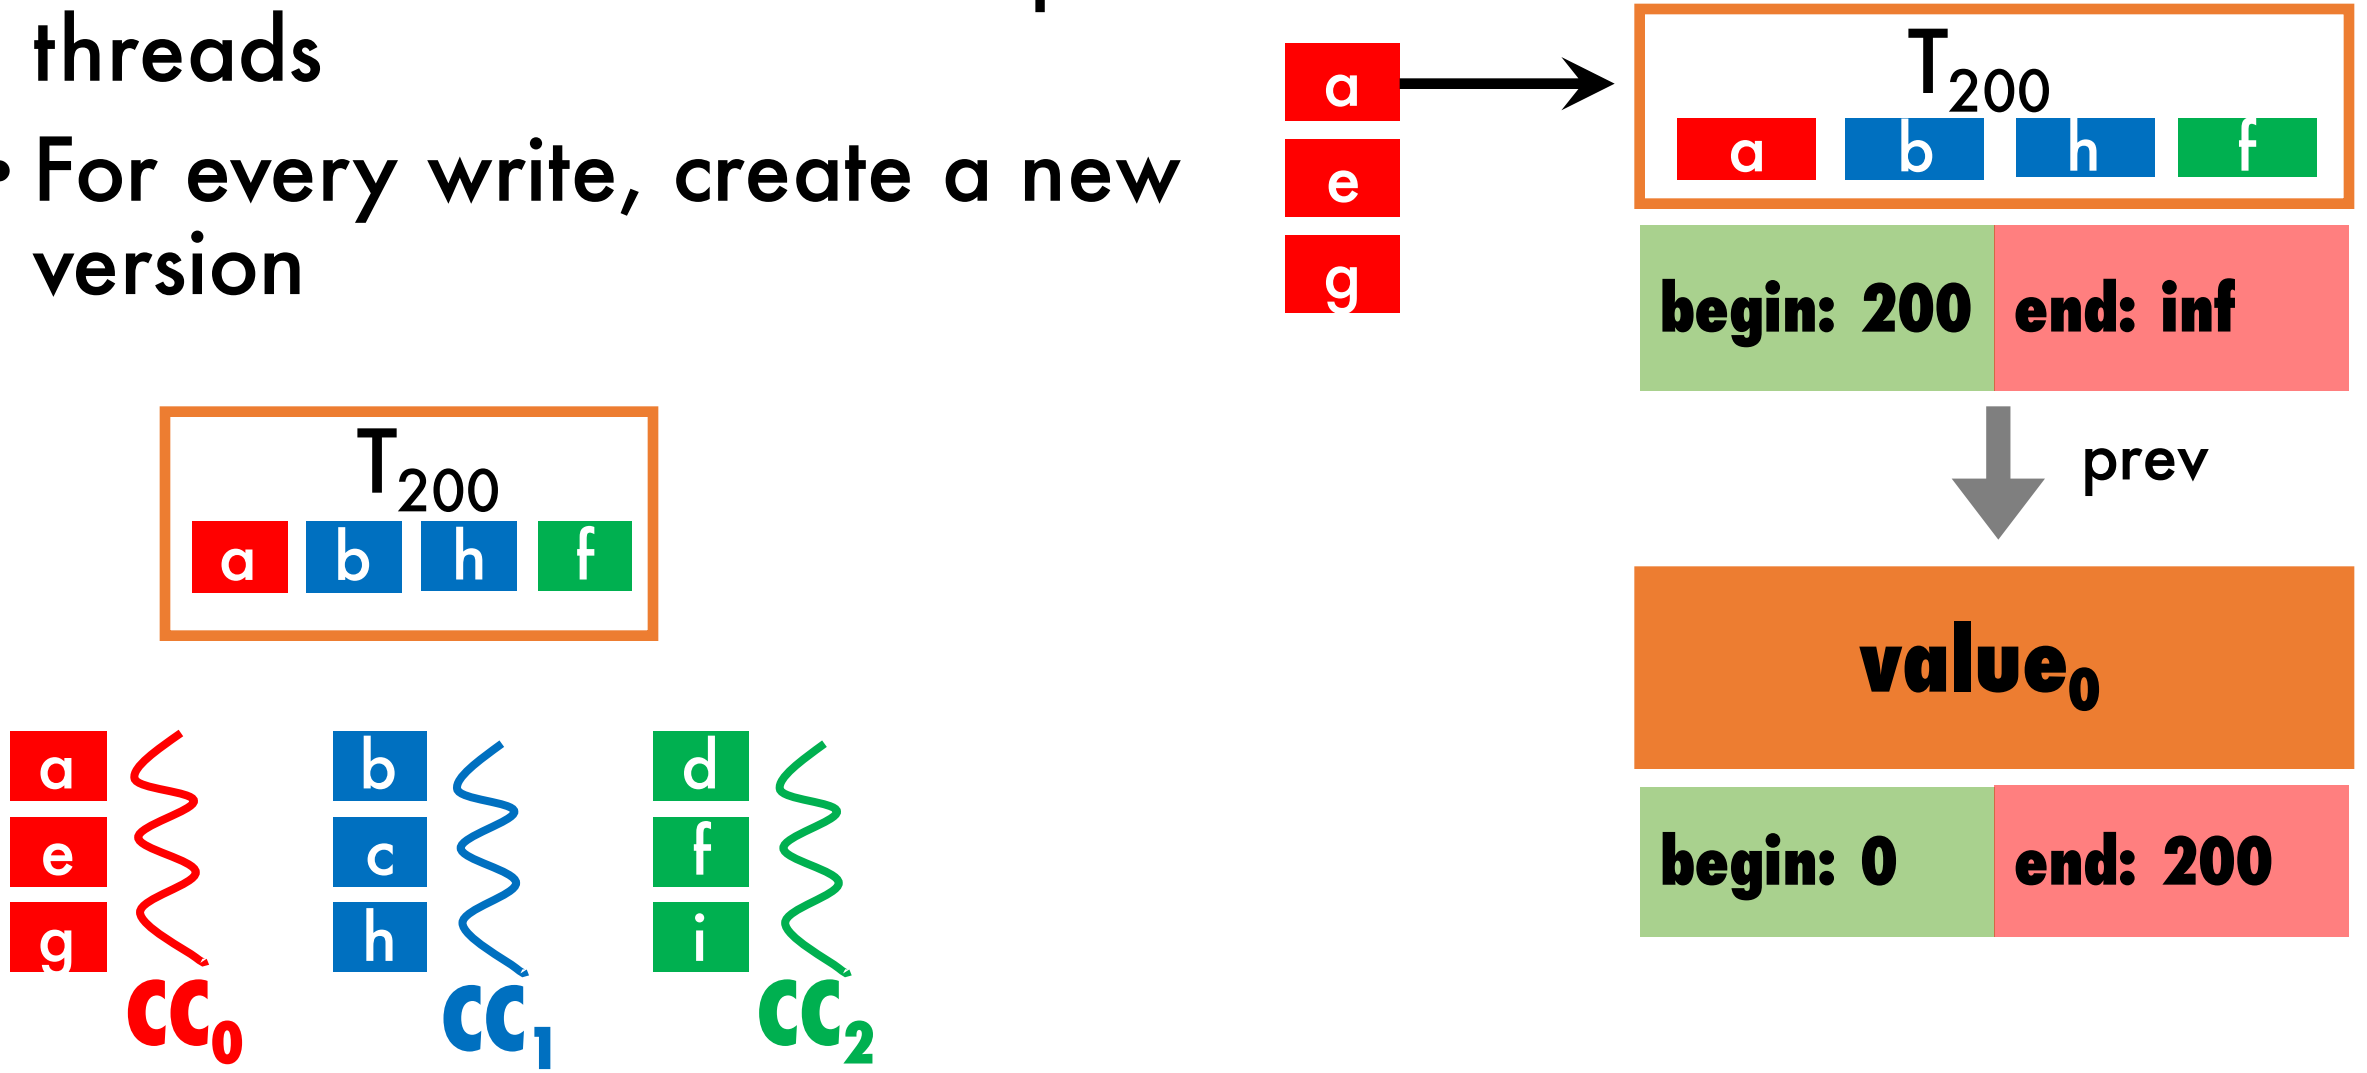 threads
• For every write, create a new
version
T200
a b h f
a
e
g
cc0
b
c
h
cc1
d
f
i
cc2
a
e
g
T200
a b h f
begin: 200 end: inf
prev
value0
begin: 0 end: 200